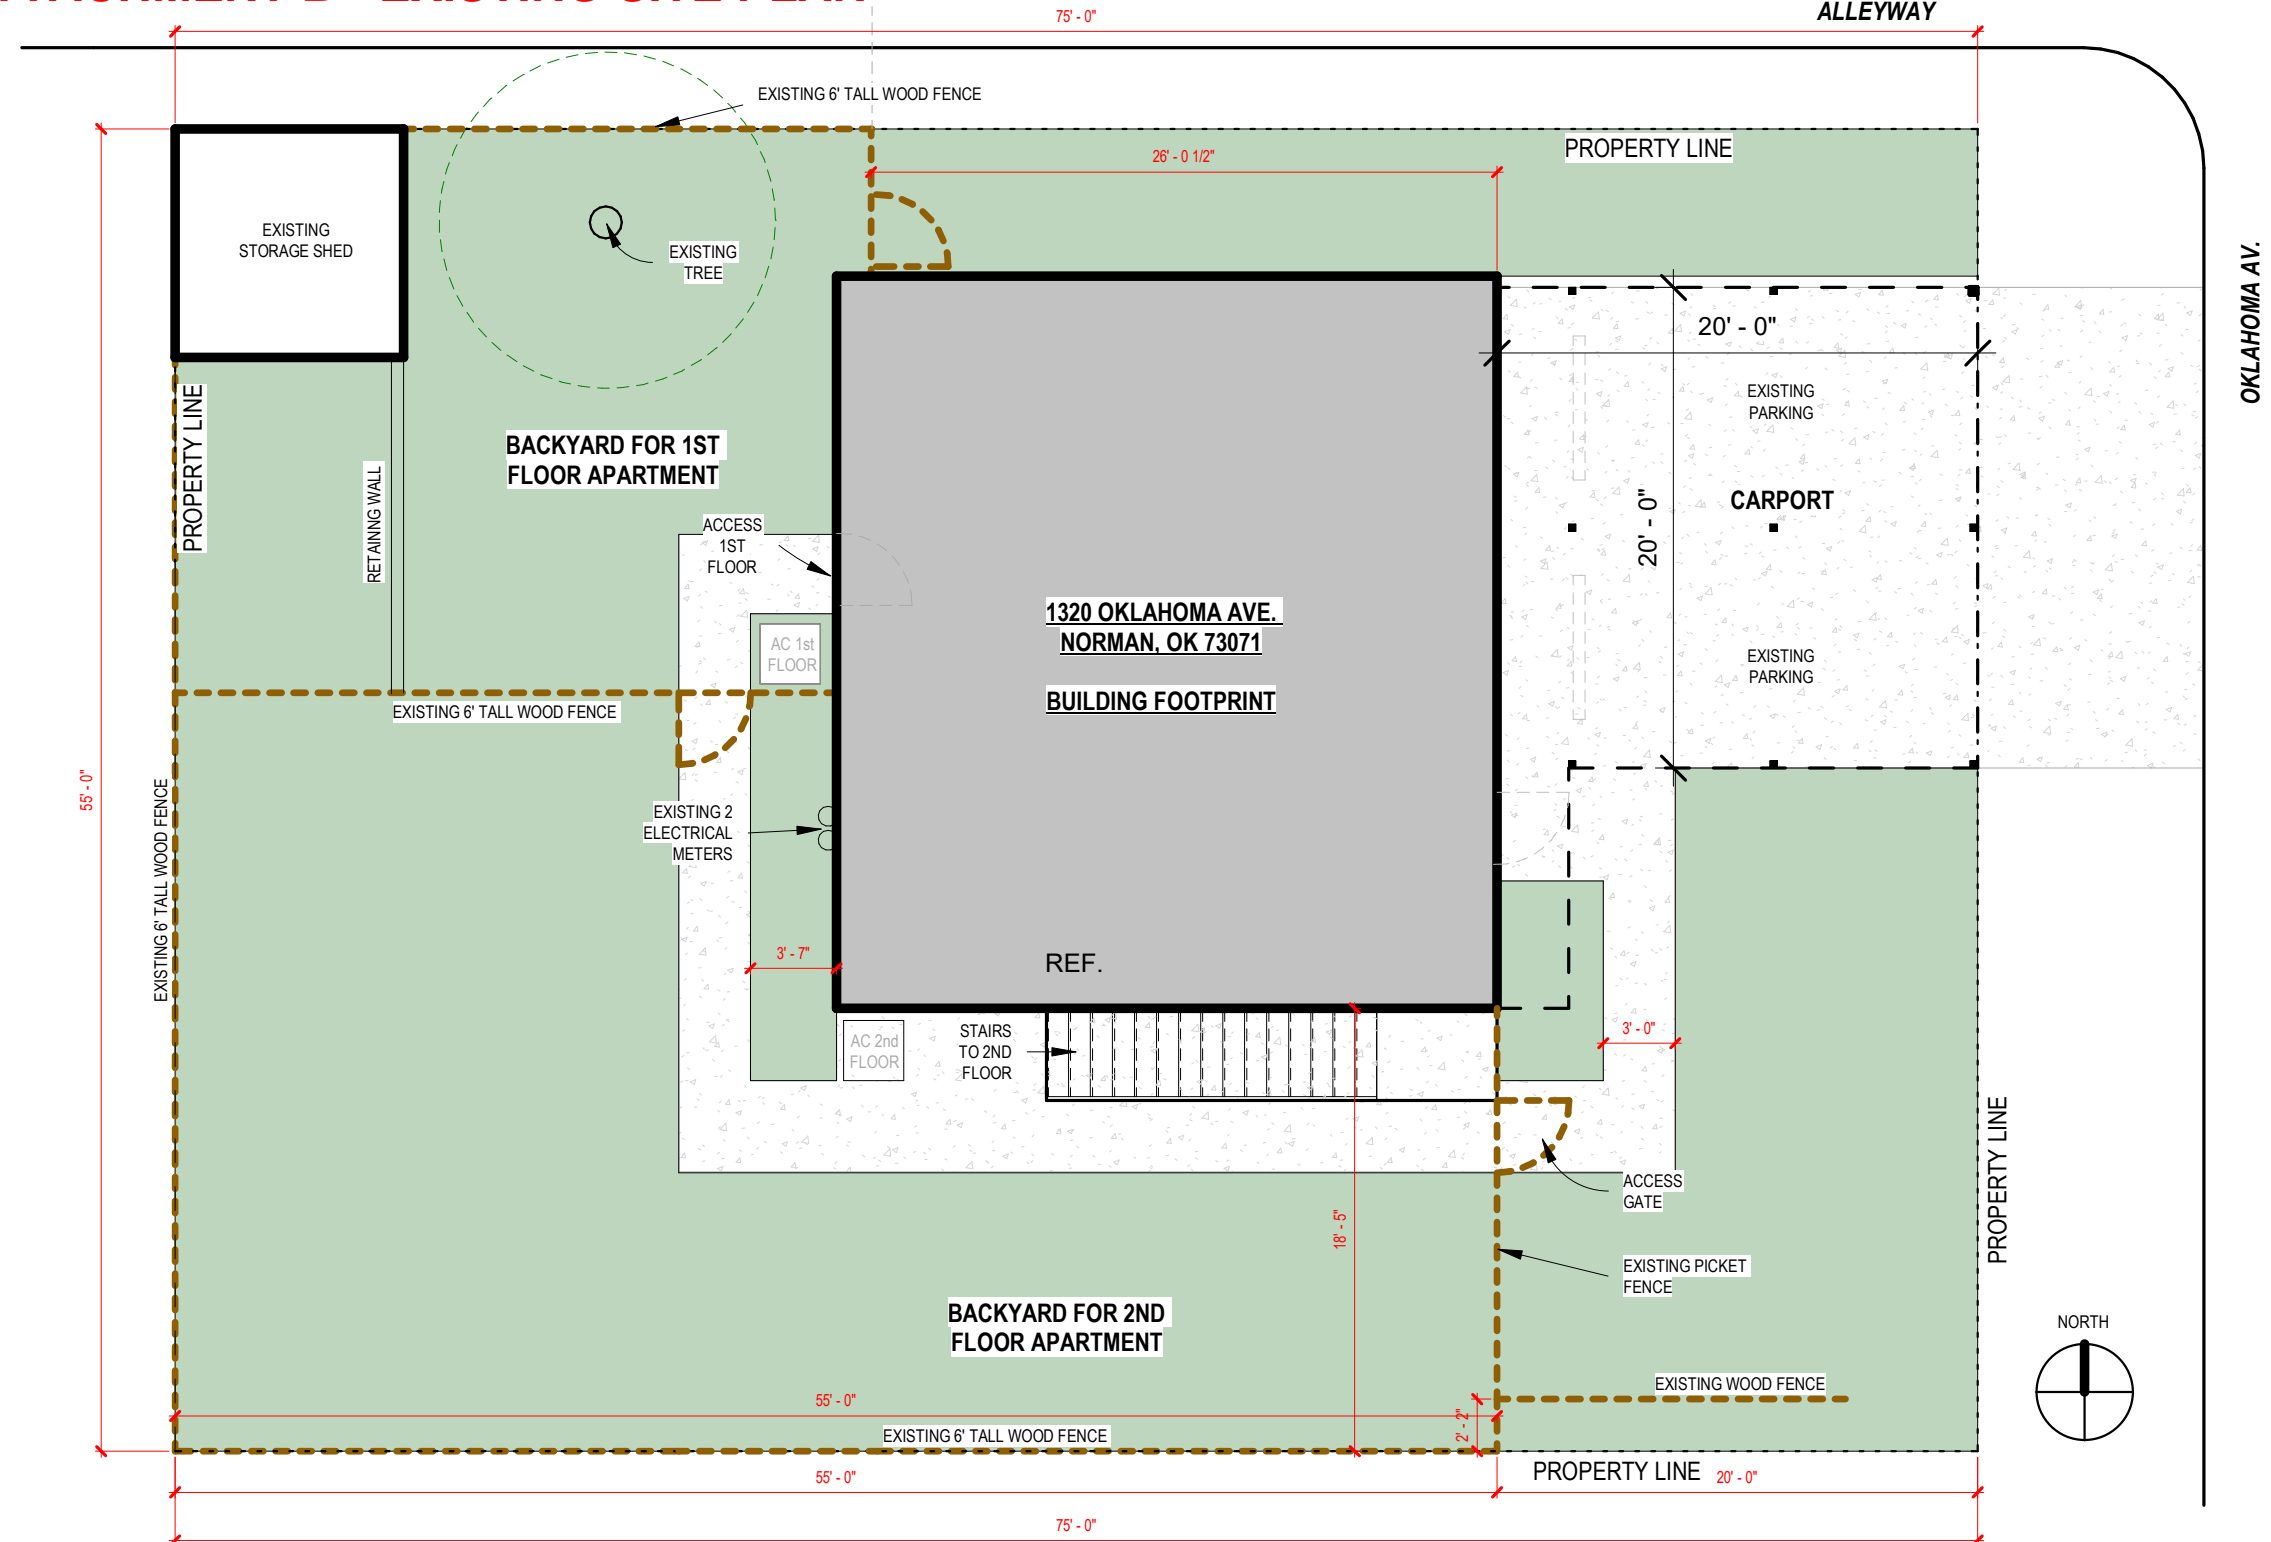 ALLEYWAY
75' - 0"
EXISTING 6' TALL WOOD FENCE
PROPERTY LINE
26' - 0 1/2"
EXISTING
STORAGE SHED
EXISTING
TREE
OKLAHOMA AV.
20' - 0"
EXISTING
PARKING
PROPERTY LINE
BACKYARD FOR 1ST
FLOOR APARTMENT
RETAINING WALL
CARPORT
20' - 0"
ACCESS
1ST
FLOOR
1320 OKLAHOMA AVE.
NORMAN, OK 73071
BUILDING FOOTPRINT
AC 1st
FLOOR
EXISTING
PARKING
EXISTING 6' TALL WOOD FENCE
55' - 0"
EXISTING 6' TALL WOOD FENCE
EXISTING 2
ELECTRICAL
METERS
3' - 7"
REF.
AC 2nd
FLOOR
STAIRS
TO 2ND
FLOOR
3' - 0"
ACCESS
GATE
18' - 5"
PROPERTY LINE
EXISTING PICKET
FENCE
BACKYARD FOR 2ND
FLOOR APARTMENT
NORTH
EXISTING WOOD FENCE
55' - 0"
2' - 2"
EXISTING 6' TALL WOOD FENCE
55' - 0"
PROPERTY LINE
20' - 0"
75' - 0"